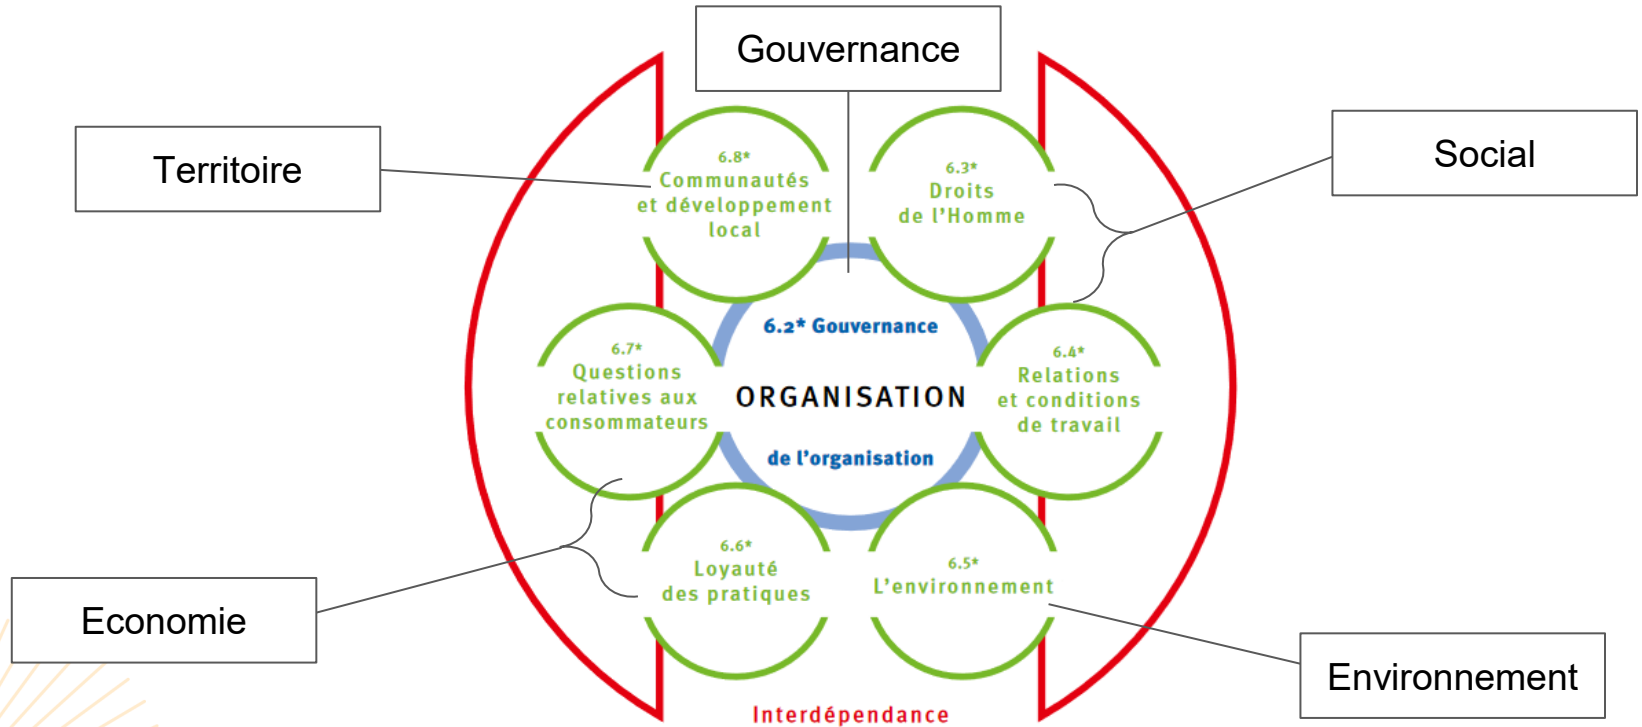 Gouvernance
Territoire
Social
6.8*
Communautés
et développement
local
6.3*
Droits
de l'Homme
6.2* Gouvernance
ORGANISATION
de l'organisation
6.7*
Questions
relatives aux
consommateurs
6.4*
Relations
et conditions
de travail
6.6*
Loyauté
des pratiques
6.5*
L'environnement
Economie
Environnement
Interdépendance